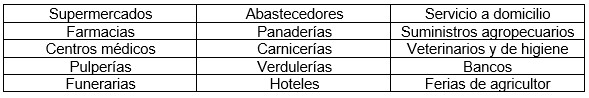 Supermercados Abastecedores Servicio a domicilio
Farmacias Panaderías Suministros agropecuarios
Centros médicos Carnicerías Veterinarios y de higiene
Pulperías Verdulerías Bancos
Funerarias Hoteles Ferias de agricultor